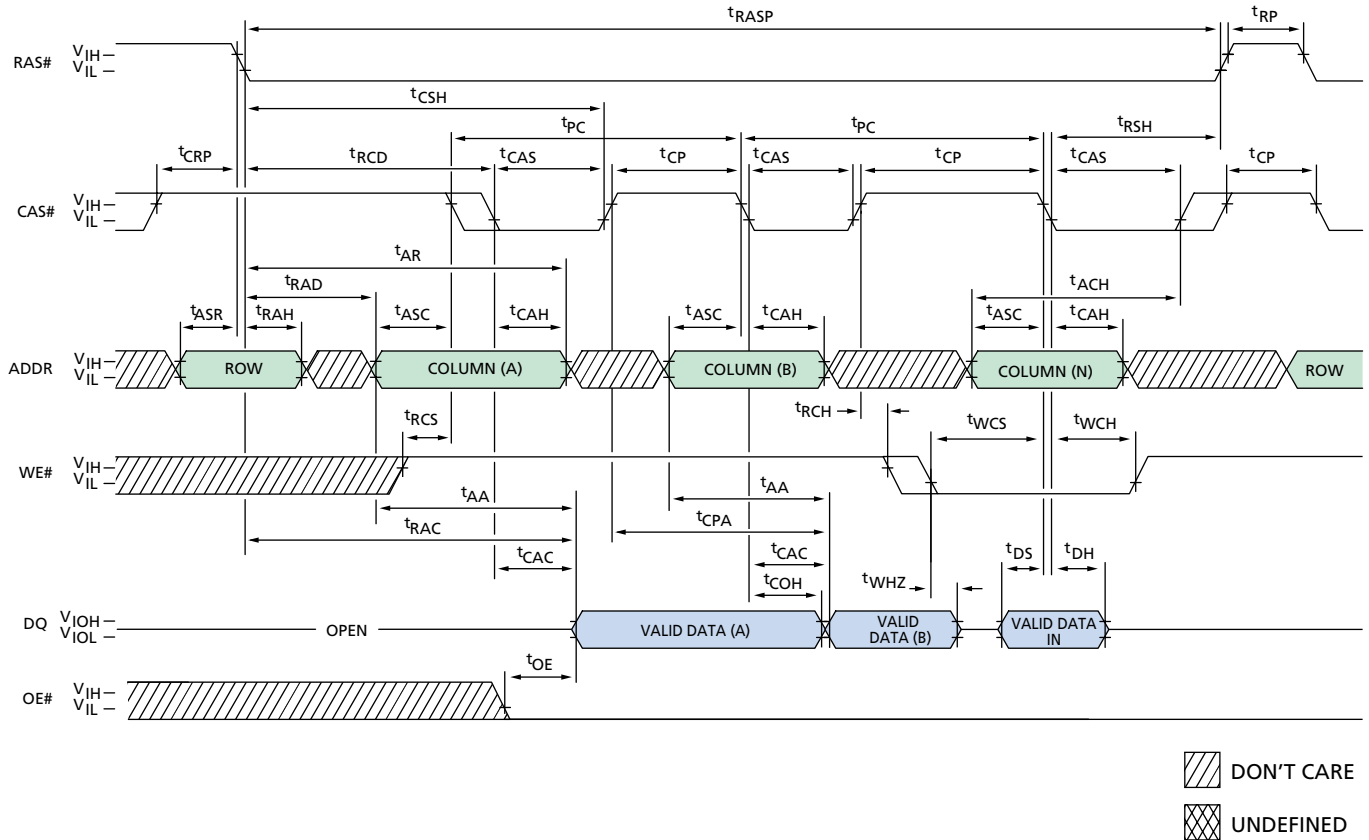 tRASP
tRP
RAS#
VIH
VIL
tCSH
tPC
tPC
tRSH
tCRP
tRCD
tCAS
tCP
tCAS
tCP
tCAS
tCP
CAS#
VIH
VIL
tAR
tRAD
tACH
tASR
tRAH
tASC
tCAH
tASC
tCAH
tASC
tCAH
ADDR
VIH
VIL
ROW
COLUMN (A)
COLUMN (B)
COLUMN (N)
ROW
tRCS
tRCH
tWCS
tWCH
WE#
VIH
VIL
tAA
tAA
tRAC
tCPA
tCAC
tCAC
tCOH
tWHZ
tDS
tDH
DQ
VIOH
VIOL
OPEN
VALID DATA (A)
VALID
DATA (B)
VALID DATA
IN
tOE
OE#
VIH
VIL
DON'T CARE
UNDEFINED